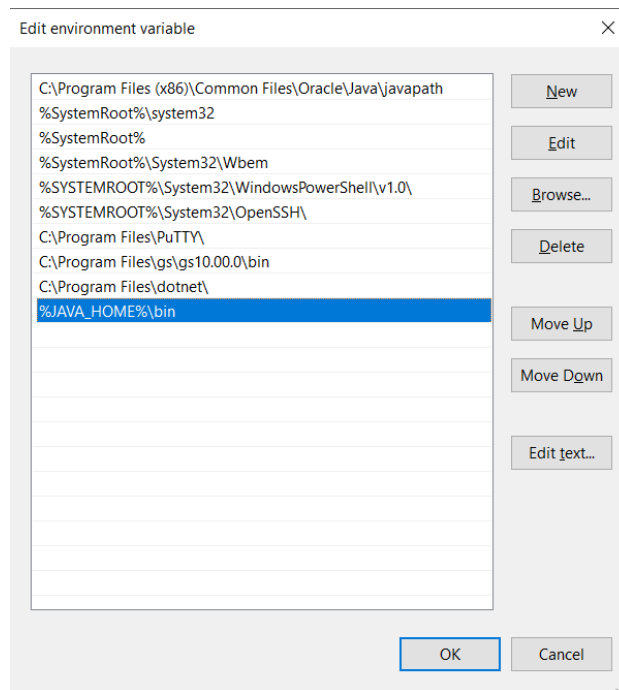 Edit environment variable
C:\Program Files (x86)\Common Files\Oracle\Java\javapath
%SystemRoot%\system32
%SystemRoot%
%SystemRoot%\System32\Wbem
%SYSTEMROOT%\System32\WindowsPowerShell\v1.0\
%SYSTEMROOT%\System32\OpenSSH\
C:\Program Files\PuTTY\
C:\Program Files\gs\gs10.00.0\bin
C:\Program Files\dotnet\
%JAVA_HOME%\bin
New
Edit
Browse...
Delete
Move Up
Move Down
Edit text...
OK
Cancel